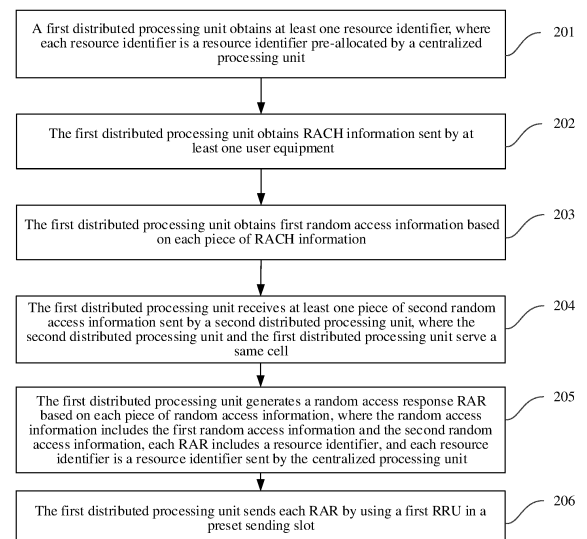 A first distributed processing unit obtains at least one resource identifier, where
each resource identifier is a resource identifier pre-allocated by a centralized
processing unit
201
The first distributed processing unit obtains RACH information sent by at
least one user equipment
202
The first distributed processing unit obtains first random access information based
on each piece of RACH information
203
The first distributed processing unit receives at least one piece of second random
access information sent by a second distributed processing unit, where the
second distributed processing unit and the first distributed processing unit serve a
same cell
204
The first distributed processing unit generates a random access response RAR
based on each piece of random access information, where the random access
information includes the first random access information and the second random
access information, each RAR includes a resource identifier, and each resource
identifier is a resource identifier sent by the centralized processing unit
205
The first distributed processing unit sends each RAR by using a first RRU in a
preset sending slot
206